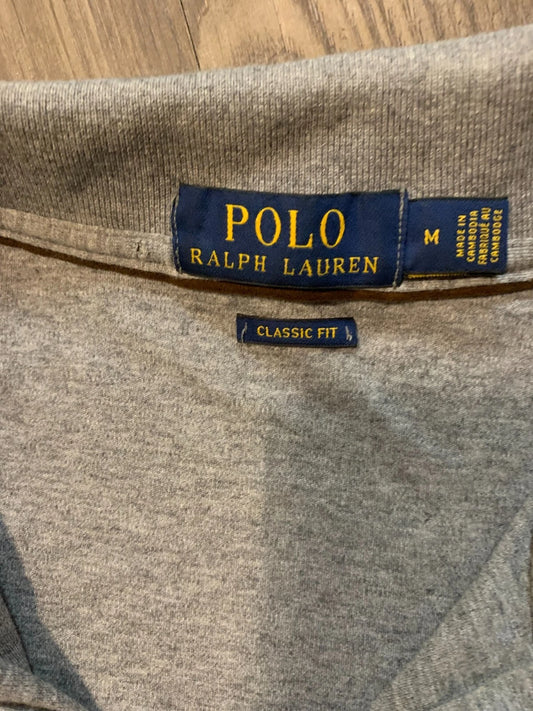 POLO
RALPH LAUREN
M
MADE IN
CAMBODIA
FABRIQUÉ AU
CAMBODGE
CLASSIC FIT